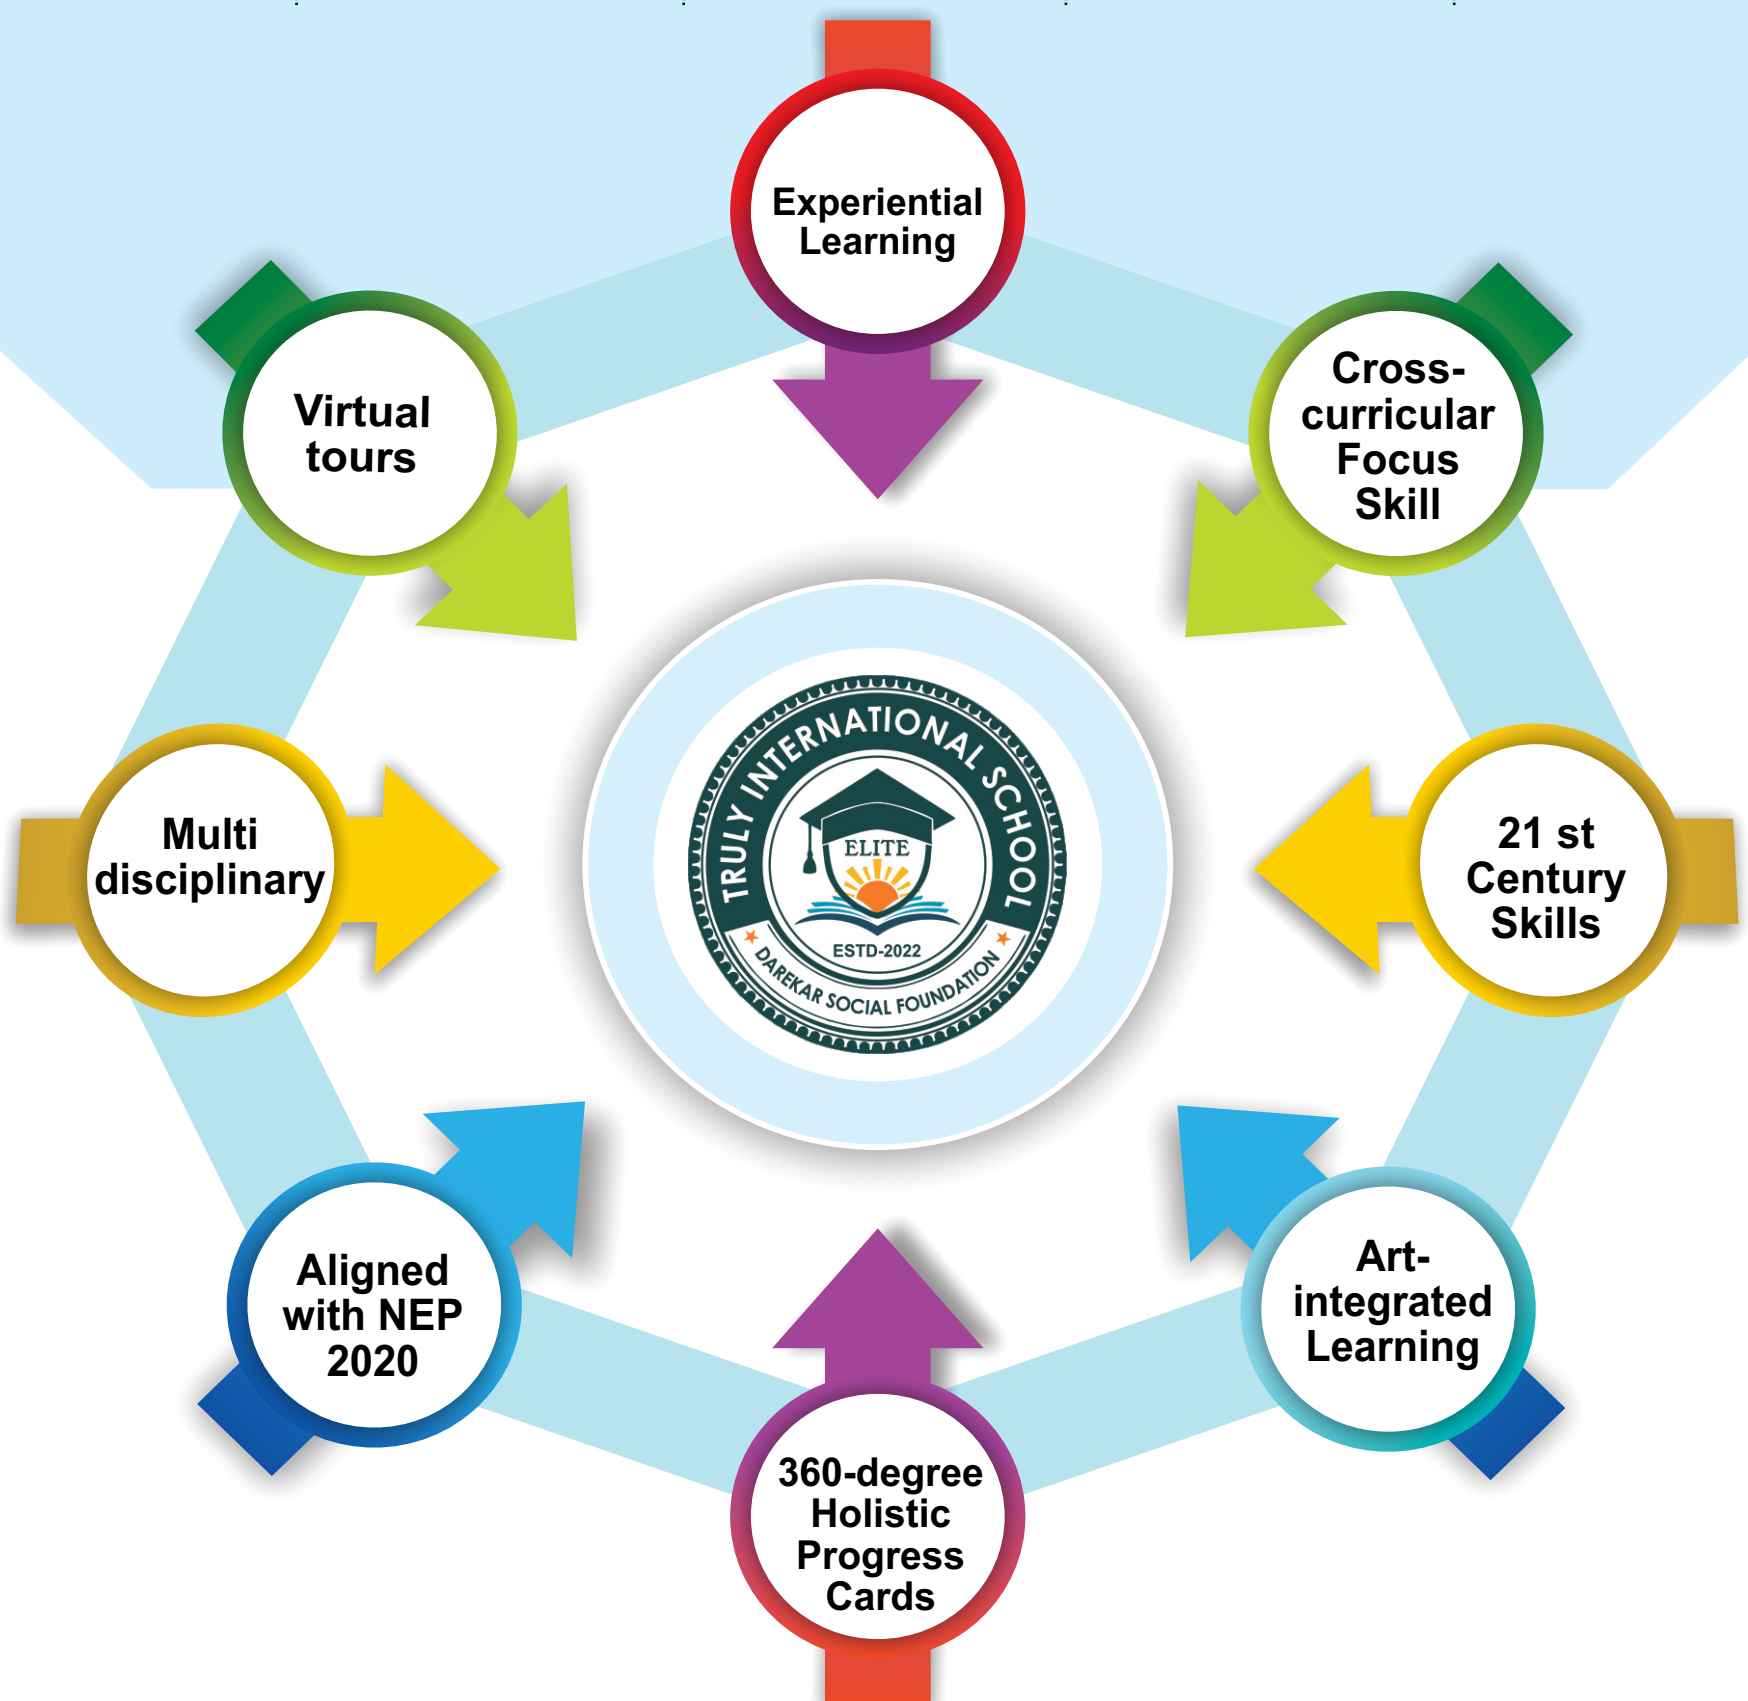 Experiential
Learning
Cross-
curricular
Focus
Skill
Virtual
tours
TRULY INTERNATIONAL SCHOOL
ELITE
ESTD-2022
DAREKAR SOCIAL FOUNDATION
Multi
disciplinary
21 st
Century
Skills
Aligned
with NEP
2020
Art-
integrated
Learning
360-degree
Holistic
Progress
Cards